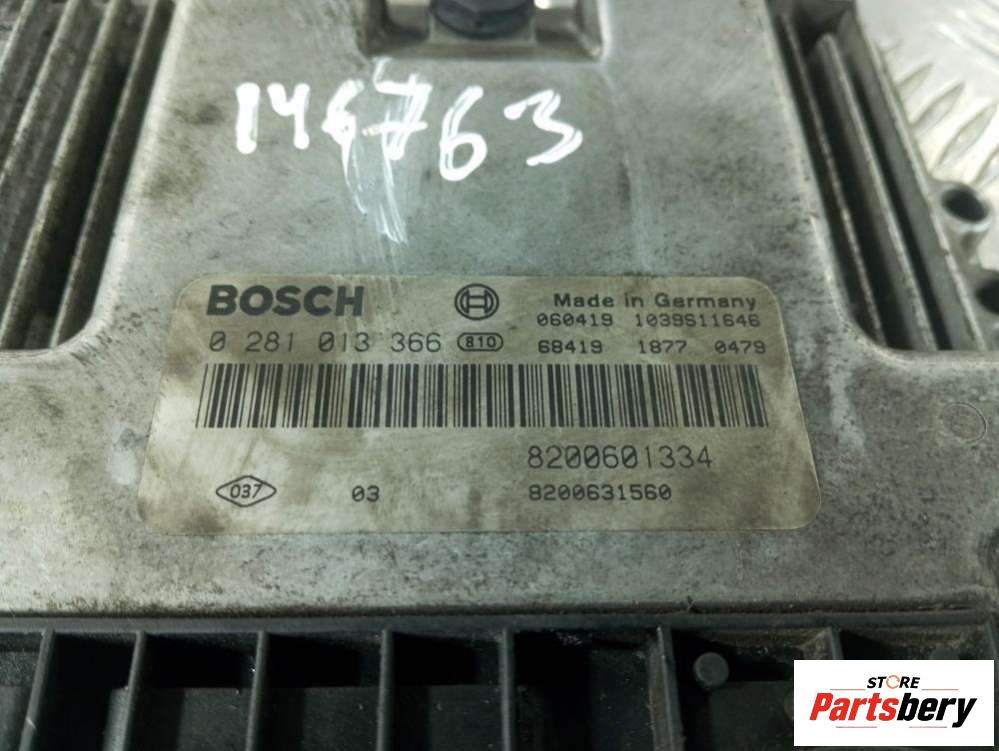 146763
BOSCH
Made in Germany
060419 1039S11646
0 281 013 366 810
68419 1877 0479
8200601334
037 03 8200631560
STORE
Partsbery